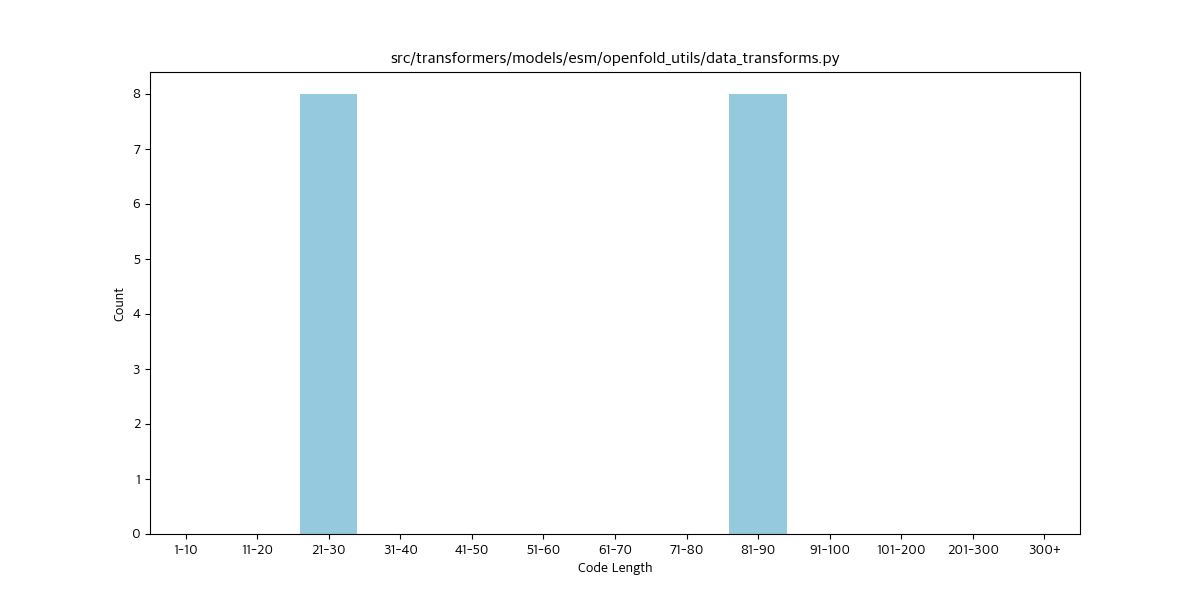 src/transformers/models/esm/openfold_utils/data_transforms.py
8
7
6
5
4
3
2
1
0
Count
1-10 11-20 21-30 31-40 41-50 51-60 61-70 71-80 81-90 91-100 101-200 201-300 300+
Code Length